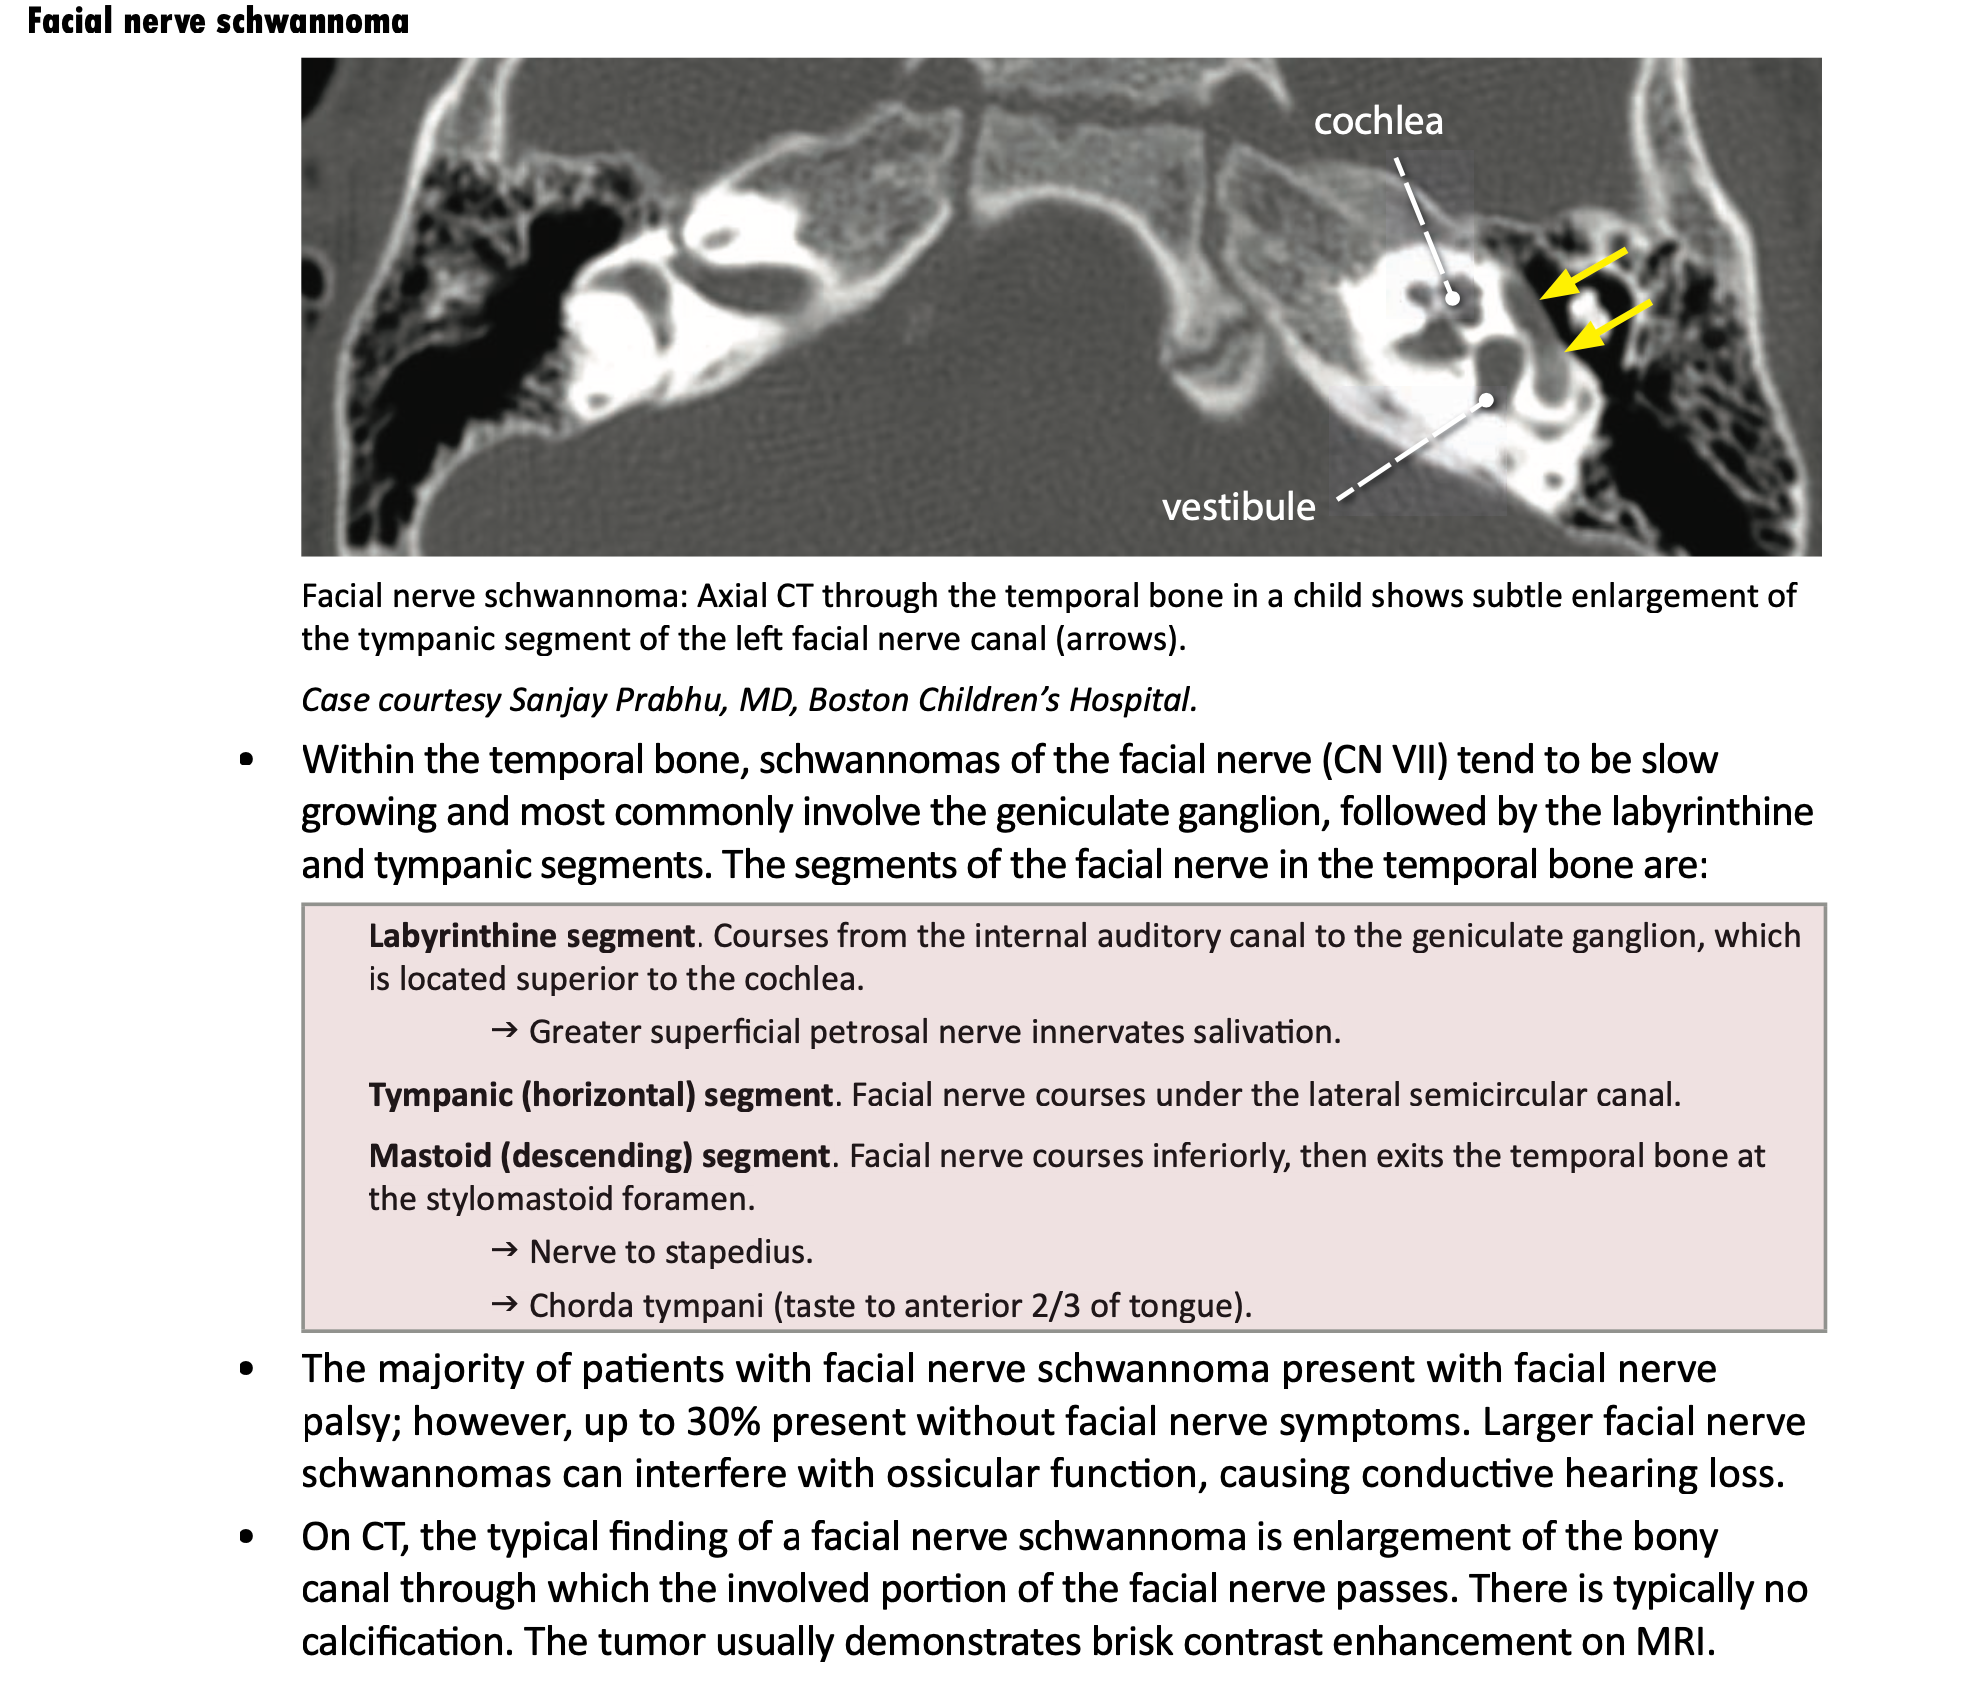 Facial nerve schwannoma
cochlea
vestibule
Facial nerve schwannoma: Axial CT through the temporal bone in a child shows subtle enlargement of
the tympanic segment of the left facial nerve canal (arrows).
Case courtesy Sanjay Prabhu, MD, Boston Children’s Hospital.
• Within the temporal bone, schwannomas of the facial nerve (CN VII) tend to be slow
growing and most commonly involve the geniculate ganglion, followed by the labyrinthine
and tympanic segments. The segments of the facial nerve in the temporal bone are:
Labyrinthine segment. Courses from the internal auditory canal to the geniculate ganglion, which
is located superior to the cochlea.
→ Greater superficial petrosal nerve innervates salivation.
Tympanic (horizontal) segment. Facial nerve courses under the lateral semicircular canal.
Mastoid (descending) segment. Facial nerve courses inferiorly, then exits the temporal bone at
the stylomastoid foramen.
→ Nerve to stapedius.
→ Chorda tympani (taste to anterior 2/3 of tongue).
• The majority of patients with facial nerve schwannoma present with facial nerve
palsy; however, up to 30% present without facial nerve symptoms. Larger facial nerve
schwannomas can interfere with ossicular function, causing conductive hearing loss.
• On CT, the typical finding of a facial nerve schwannoma is enlargement of the bony
canal through which the involved portion of the facial nerve passes. There is typically no
calcification. The tumor usually demonstrates brisk contrast enhancement on MRI.